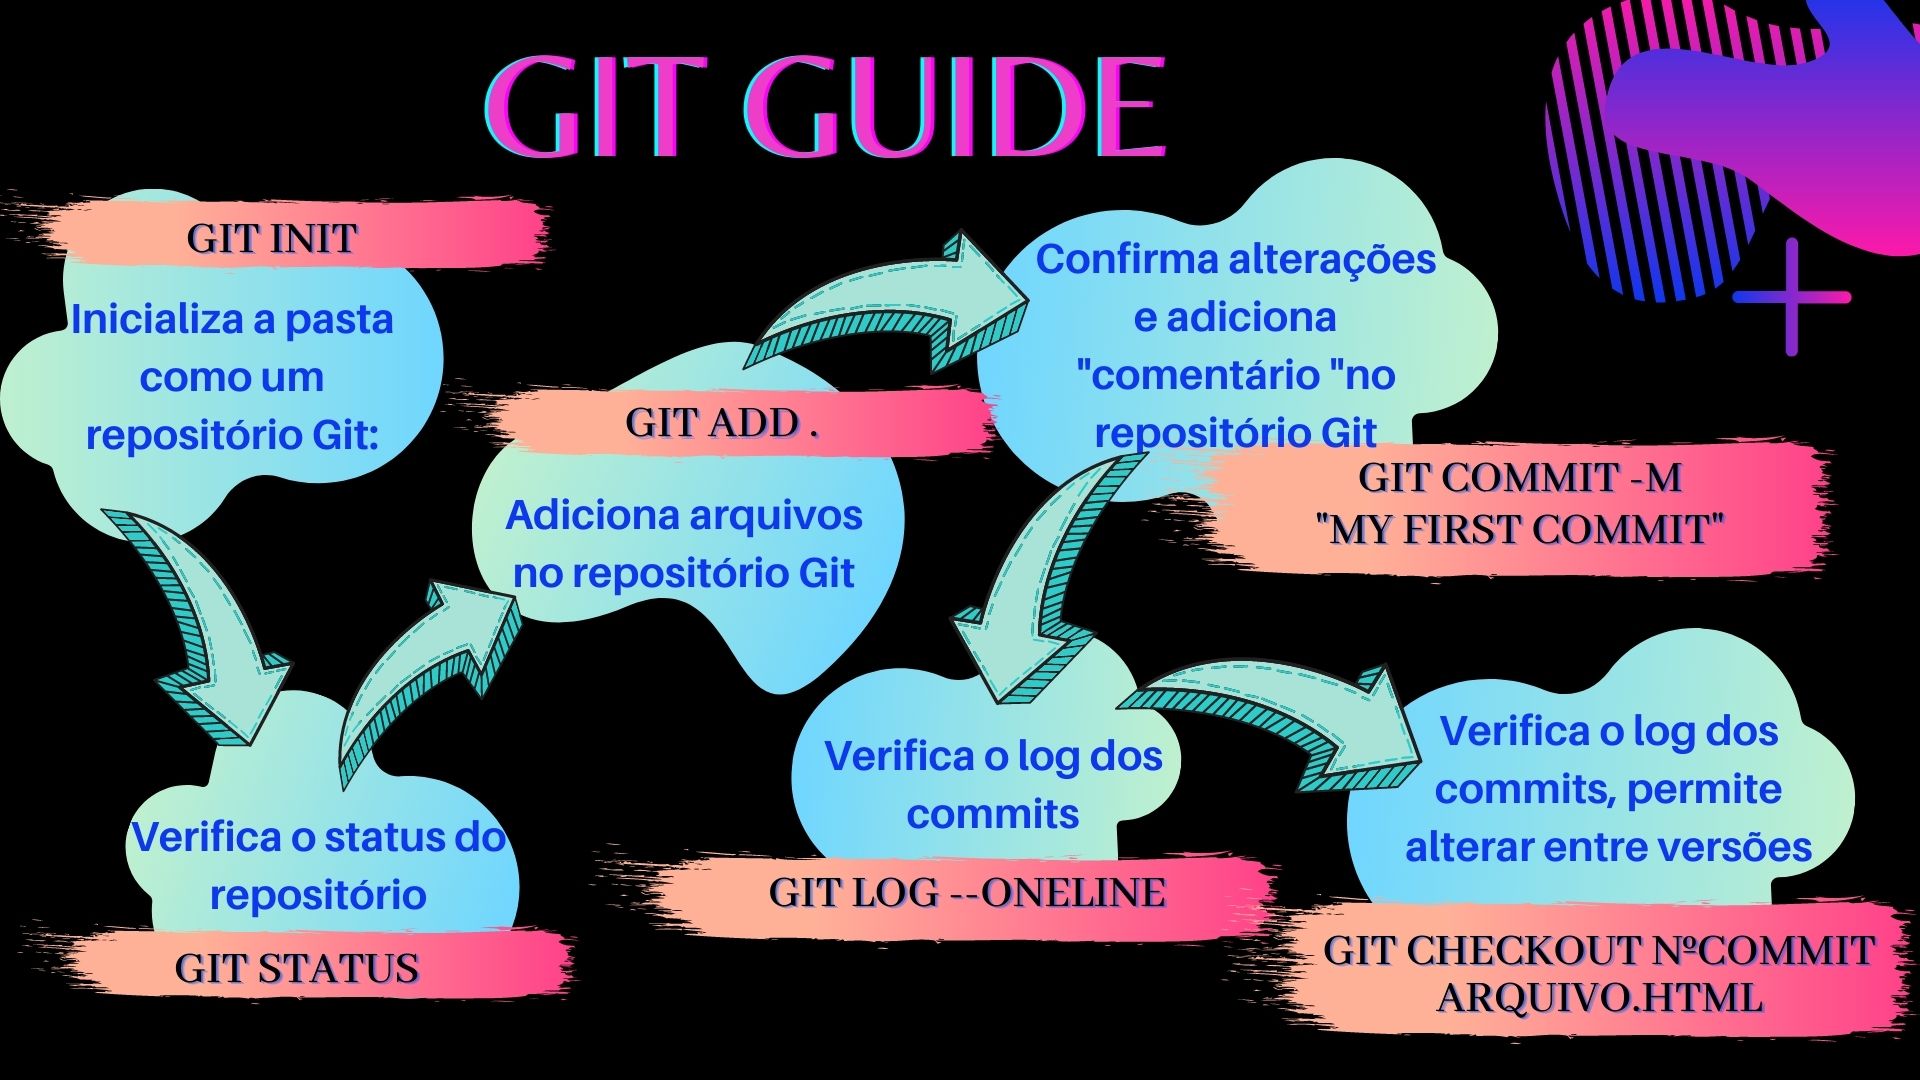 GIT GUIDE
GIT INIT
Inicializa a pasta
como um
repositório Git:
Verifica o status do
repositório
GIT STATUS
GIT ADD .
Adiciona arquivos
no repositório Git
Confirma alterações
e adiciona
"comentário "no
repositório Git
GIT COMMIT -M
"MY FIRST COMMIT"
Verifica o log dos
commits
GIT LOG --ONELINE
Verifica o log dos
commits, permite
alterar entre versões
GIT CHECKOUT NºCOMMIT
ARQUIVO.HTML